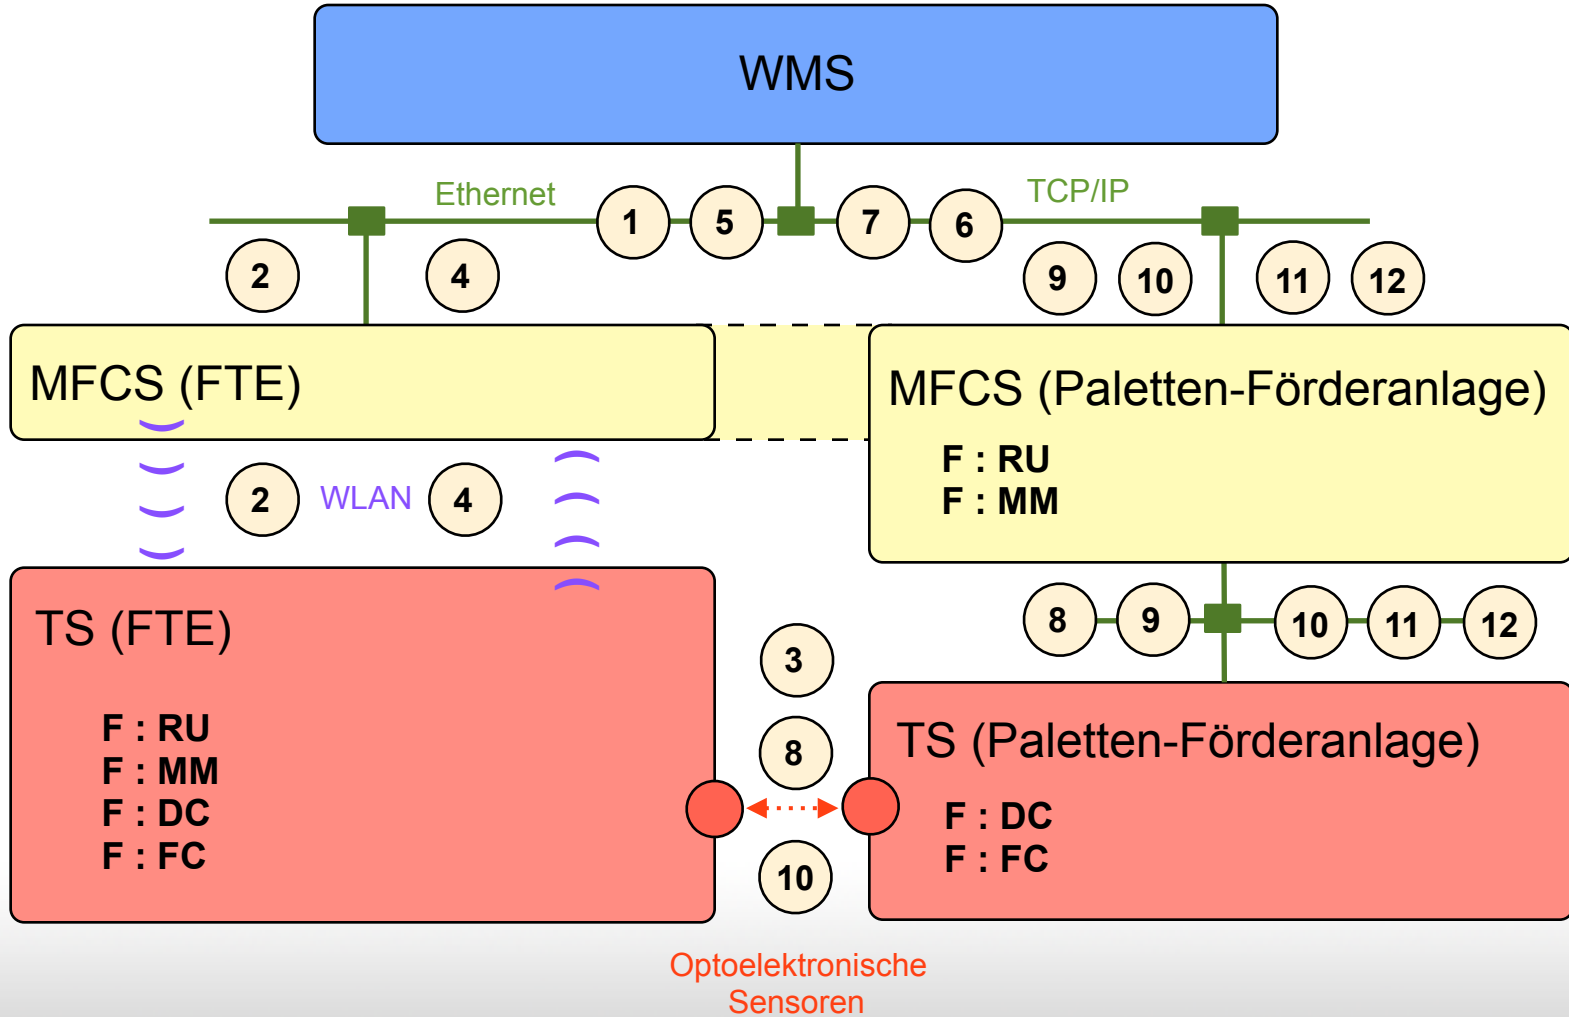 WMS
Ethernet
TCP/IP
1
5
7
6
2
4
9
10
11
12
MFCS (FTE)
MFCS (Paletten-Förderanlage)
F : RU
F : MM
2
WLAN
4
TS (FTE)
8
9
10
11
12
3
F : RU
F : MM
F : DC
F : FC
8
TS (Paletten-Förderanlage)
F : DC
F : FC
10
Optoelektronische
Sensoren